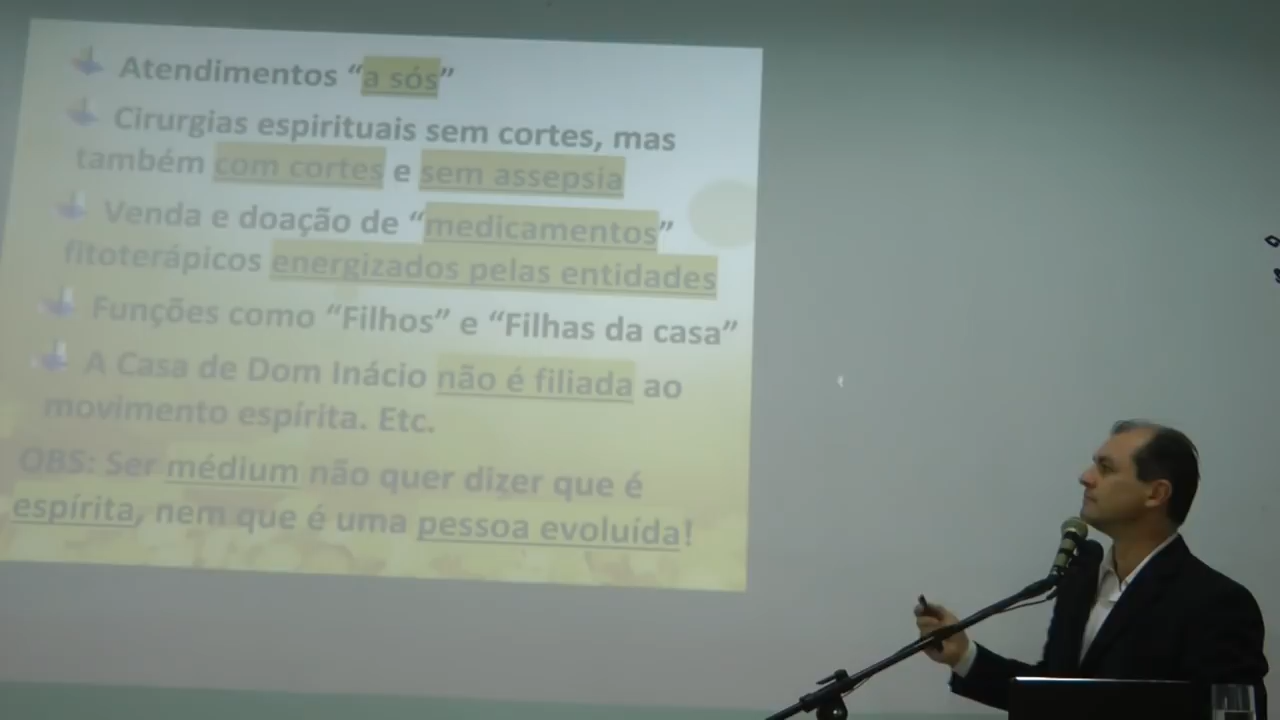 Atendimentos “a sós”
Cirurgias espirituais sem cortes, mas
também com cortes e sem assepsia
Venda e doação de “medicamentos”
fitoterápicos energizados pelas entidades
Funções como “Filhos” e “Filhas da casa”
A Casa de Dom Inácio não é filiada ao
movimento espírita. Etc.
OBS: Ser médium não quer dizer que é
espírita, nem que é uma pessoa evoluída!